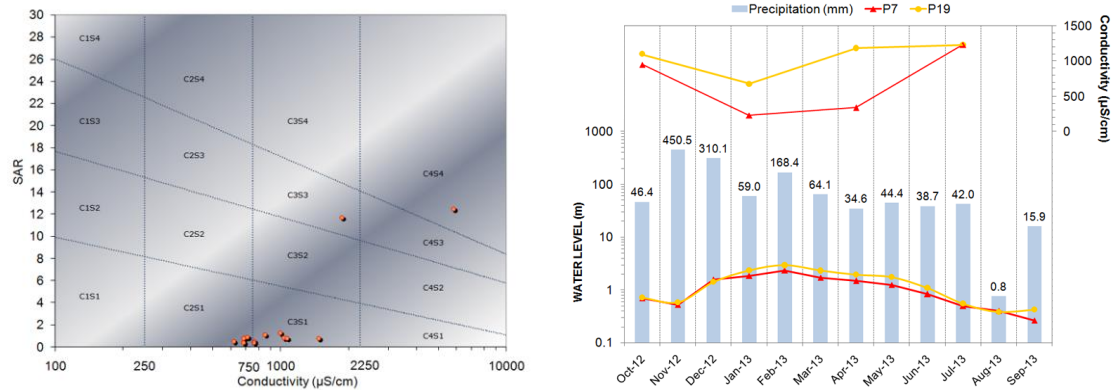 30
28
26
24
22
20
18
16
14
12
10
8
6
4
2
0
SAR
C1S4
C2S4
C1S3
C3S4
C2S3
C4S4
C3S3
C1S2
C2S2
C4S3
C3S2
C4S2
C1S1
C2S1
C3S1
C4S1
100 250 750 1000 2250 10000
Conductivity (µS/cm)
Precipitation (mm) P7 P19
1500
1000
500
0
Conductivity (µS/cm)
1000
100
10
1
0.1
WATER LEVEL (m)
46.4
450.5
310.1
59.0
168.4
64.1
34.6
44.4
38.7
42.0
0.8
15.9
Oct-12
Nov-12
Dec-12
Jan-13
Feb-13
Mar-13
Apr-13
May-13
Jun-13
Jul-13
Aug-13
Sep-13